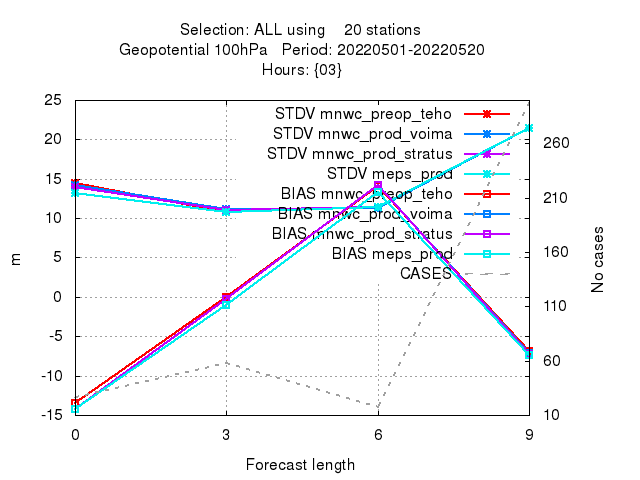 Selection: ALL using    20 stations
Geopotential 100hPa   Period: 20220501-20220520
Hours: {03}
25
20
15
10
5
0
-5
-10
-15
m
STDV mnwc_preop_teho
STDV mnwc_prod_voima
STDV mnwc_prod_stratus
STDV meps_prod
BIAS mnwc_preop_teho
BIAS mnwc_prod_voima
BIAS mnwc_prod_stratus
BIAS meps_prod
CASES
260
210
160
110
60
10
No cases
0 3 6 9
Forecast length